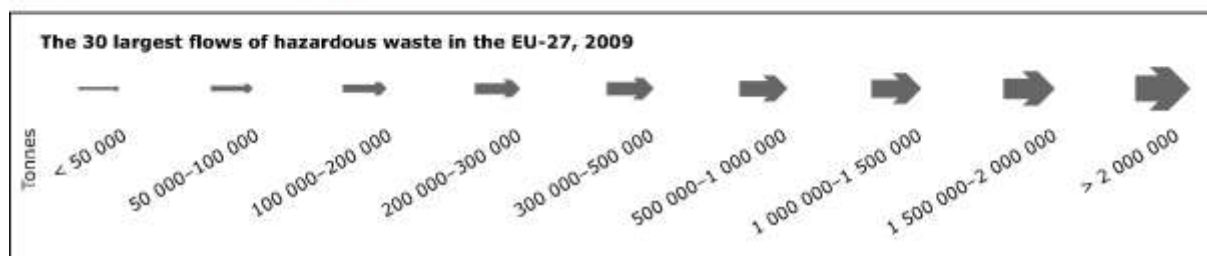 The 30 largest flows of hazardous waste in the EU-27, 2009
Tonnes
< 50 000
50 000–100 000
100 000–200 000
200 000–300 000
300 000–500 000
500 000–1 000 000
1 000 000–1 500 000
1 500 000–2 000 000
> 2 000 000